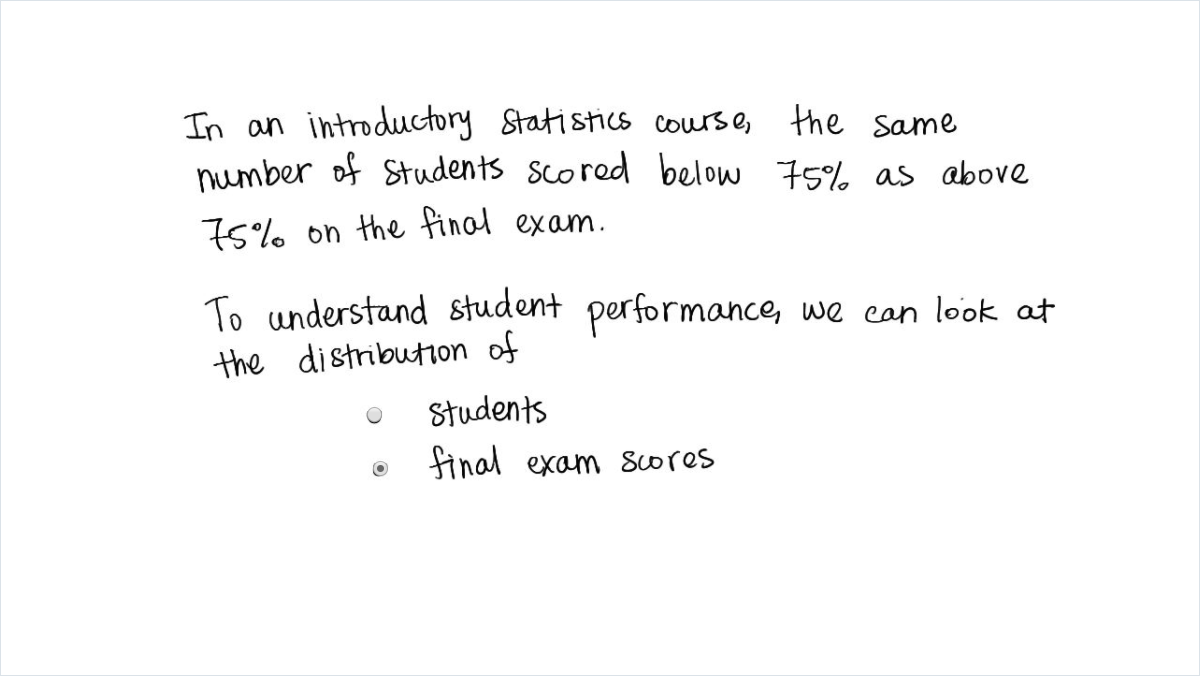 In an introductory statistics course, the same
number of students scored below 75% as above
75% on the final exam.
To understand student performance, we can look at
the distribution of
students
final exam scores